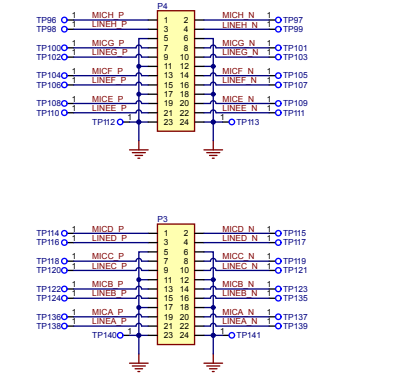 P4
TP96 1 MICH_P 1 2 MICH_N 1 TP97
TP98 1 LINEH_P 3 4 LINEH_N 1 TP99
5 6
TP100 1 MICG_P 7 8 MICG_N 1 TP101
TP102 1 LINEG_P 9 10 LINEG_N 1 TP103
11 12
TP104 1 MICF_P 13 14 MICF_N 1 TP105
TP106 1 LINEF_P 15 16 LINEF_N 1 TP107
17 18
TP108 1 MICE_P 19 20 MICE_N 1 TP109
TP110 1 LINEE_P 21 22 LINEE_N 1 TP111
TP112 1 23 24 1 TP113
P3
TP114 1 MICD_P 1 2 MICD_N 1 TP115
TP116 1 LINED_P 3 4 LINED_N 1 TP117
5 6
TP118 1 MICC_P 7 8 MICC_N 1 TP119
TP120 1 LINEC_P 9 10 LINEC_N 1 TP121
11 12
TP122 1 MICB_P 13 14 MICB_N 1 TP123
TP124 1 LINEB_P 15 16 LINEB_N 1 TP135
17 18
TP136 1 MICA_P 19 20 MICA_N 1 TP137
TP138 1 LINEA_P 21 22 LINEA_N 1 TP139
TP140 1 23 24 1 TP141